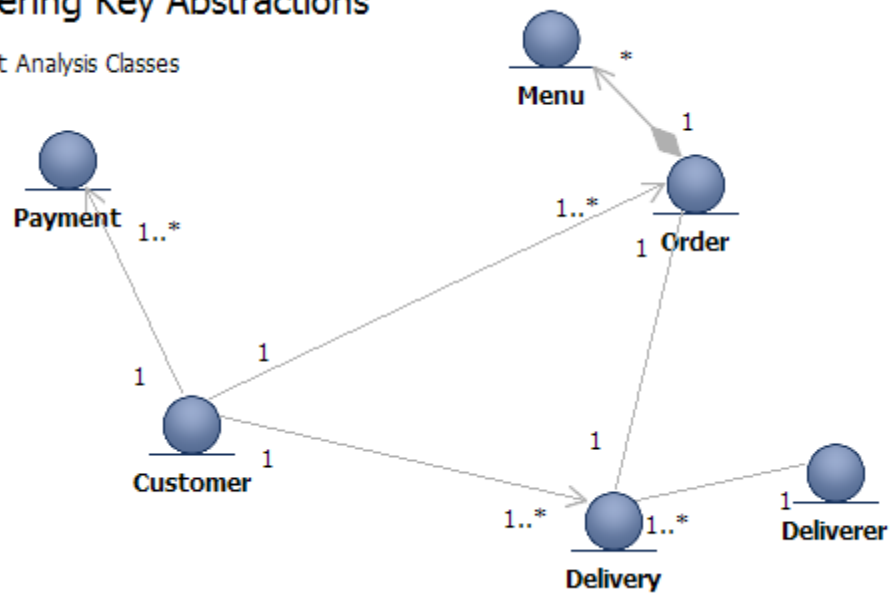 ering Key Abstractions
t Analysis Classes
*
Menu
1
Payment
1..*
1..*
Order
1
1
1
Customer
1
1
1..*
1..*
1
Deliverer
Delivery